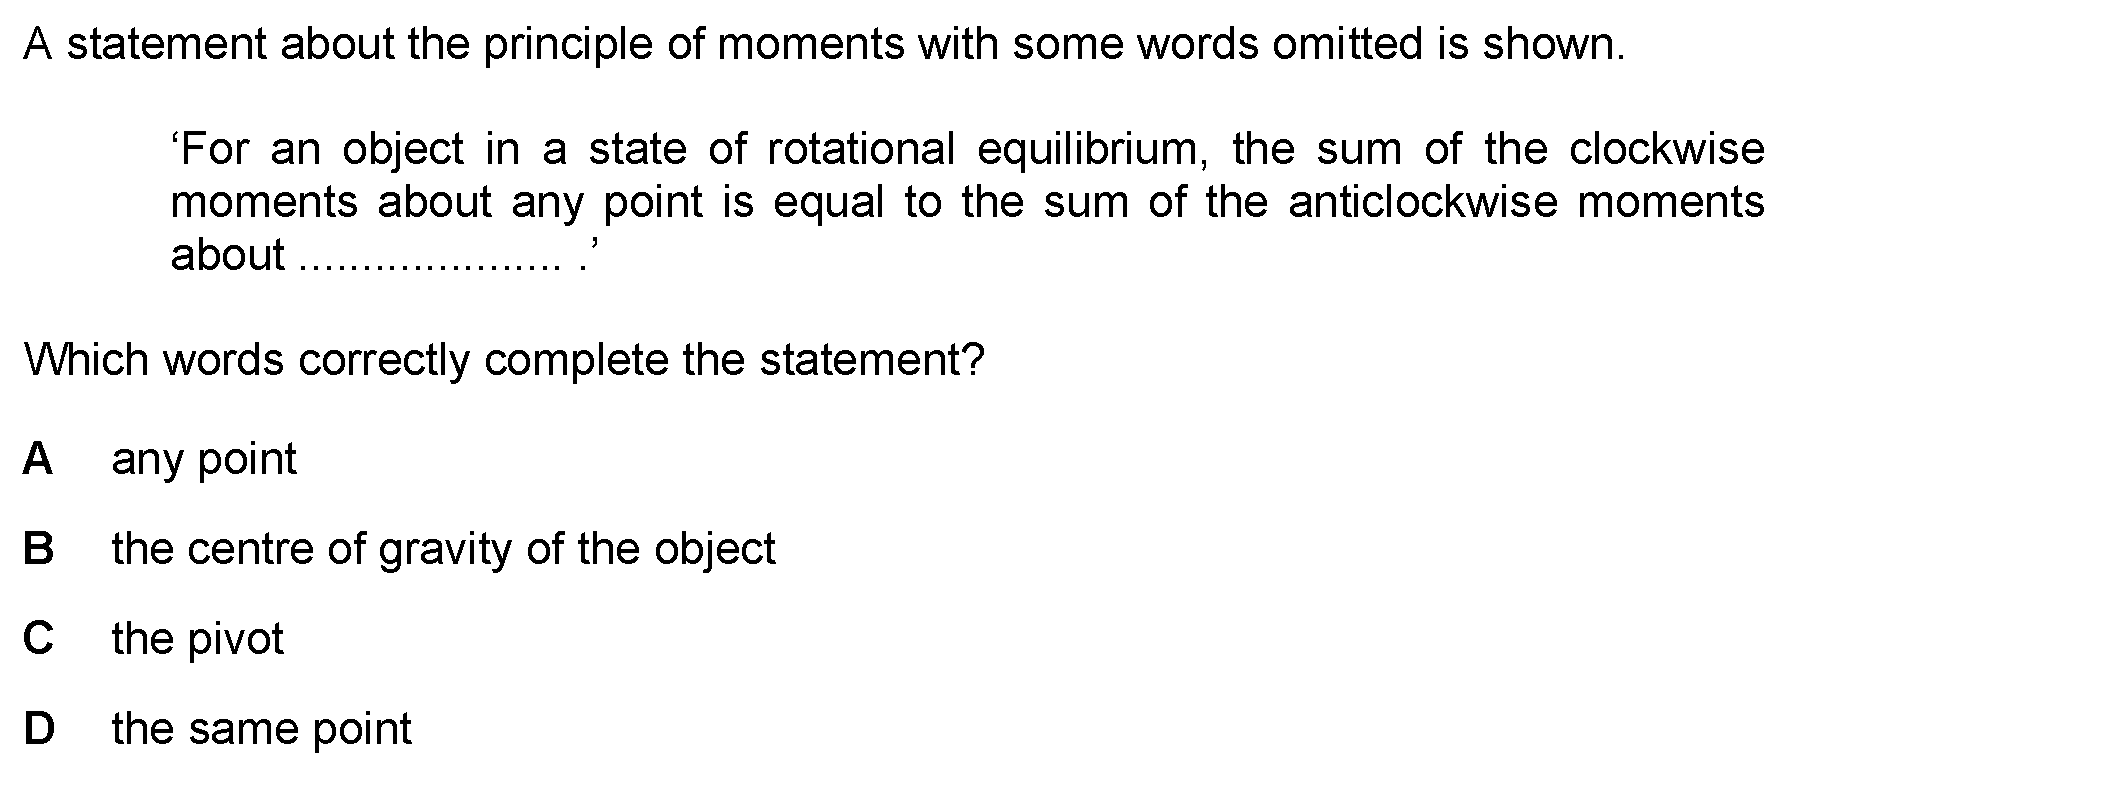 A statement about the principle of moments with some words omitted is shown.
‘For an object in a state of rotational equilibrium, the sum of the clockwise
moments about any point is equal to the sum of the anticlockwise moments
about ..................... .’
Which words correctly complete the statement?
A any point
B the centre of gravity of the object
C the pivot
D the same point